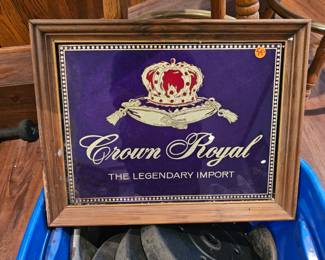 Crown Royal
THE LEGENDARY IMPORT